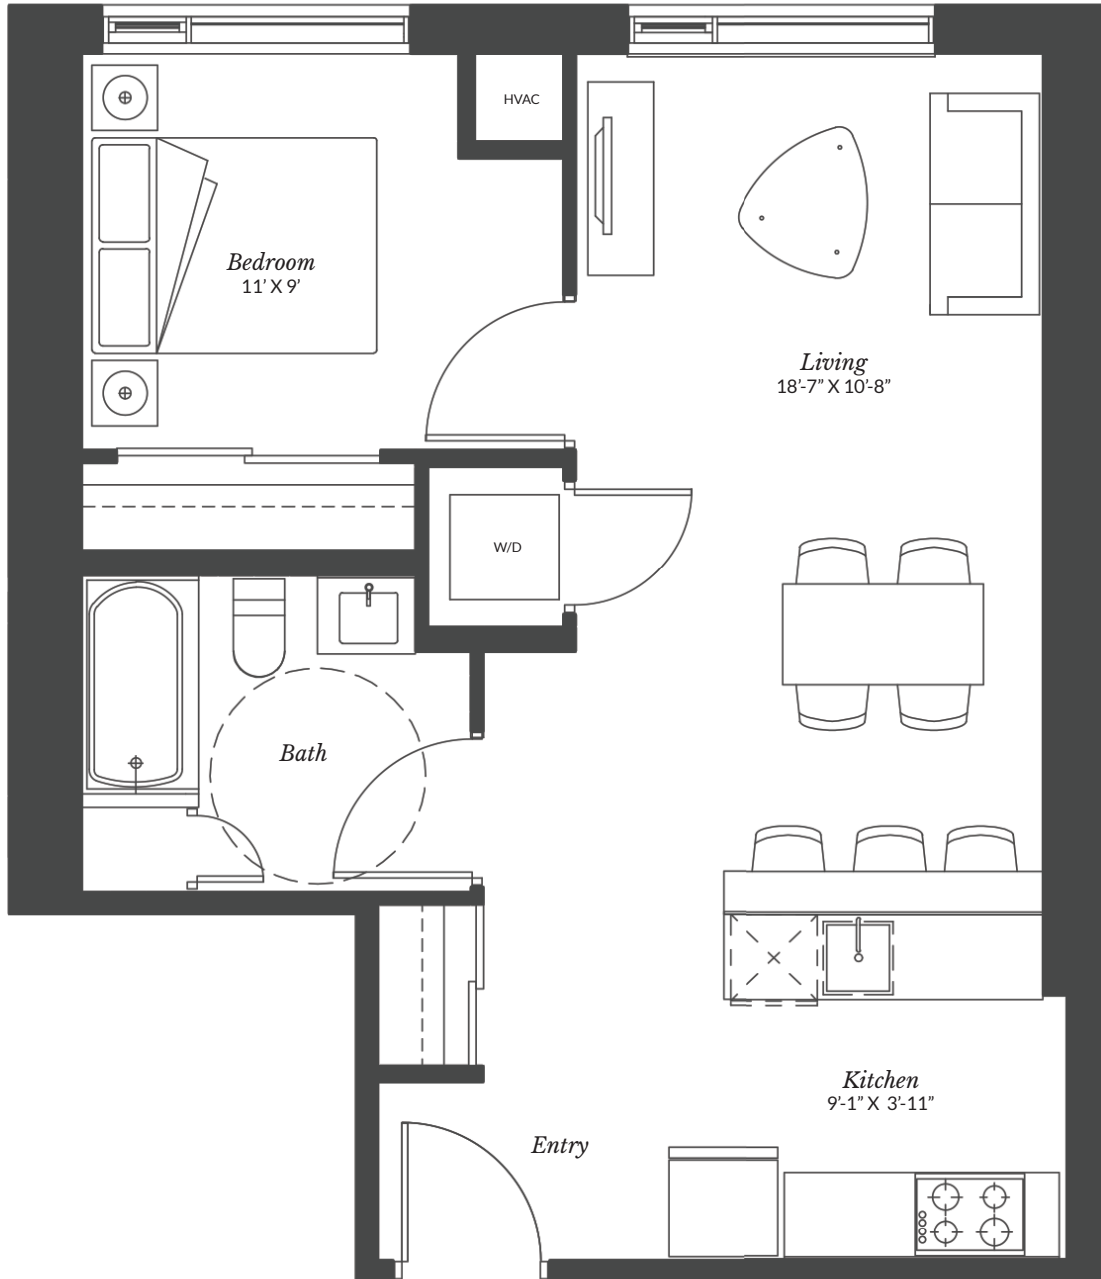 HVAC
Bedroom
11’ X 9’
Living
18’-7” X 10’-8”
W/D
Bath
Kitchen
9’-1” X 3’-11”
Entry